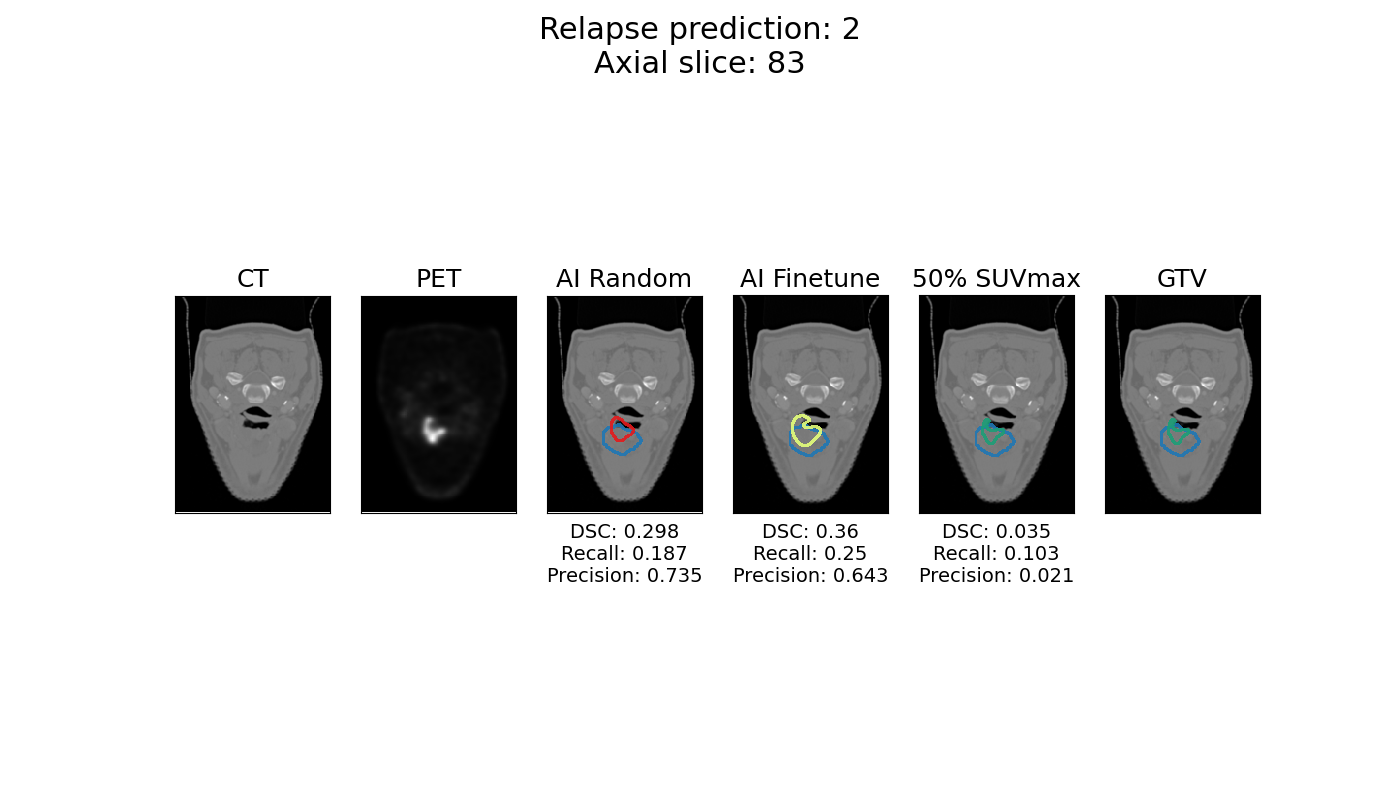 Relapse prediction: 2
Axial slice: 83
CT
PET
AI Random
AI Finetune
50% SUVmax
GTV
DSC: 0.298
Recall: 0.187
Precision: 0.735
DSC: 0.36
Recall: 0.25
Precision: 0.643
DSC: 0.035
Recall: 0.103
Precision: 0.021